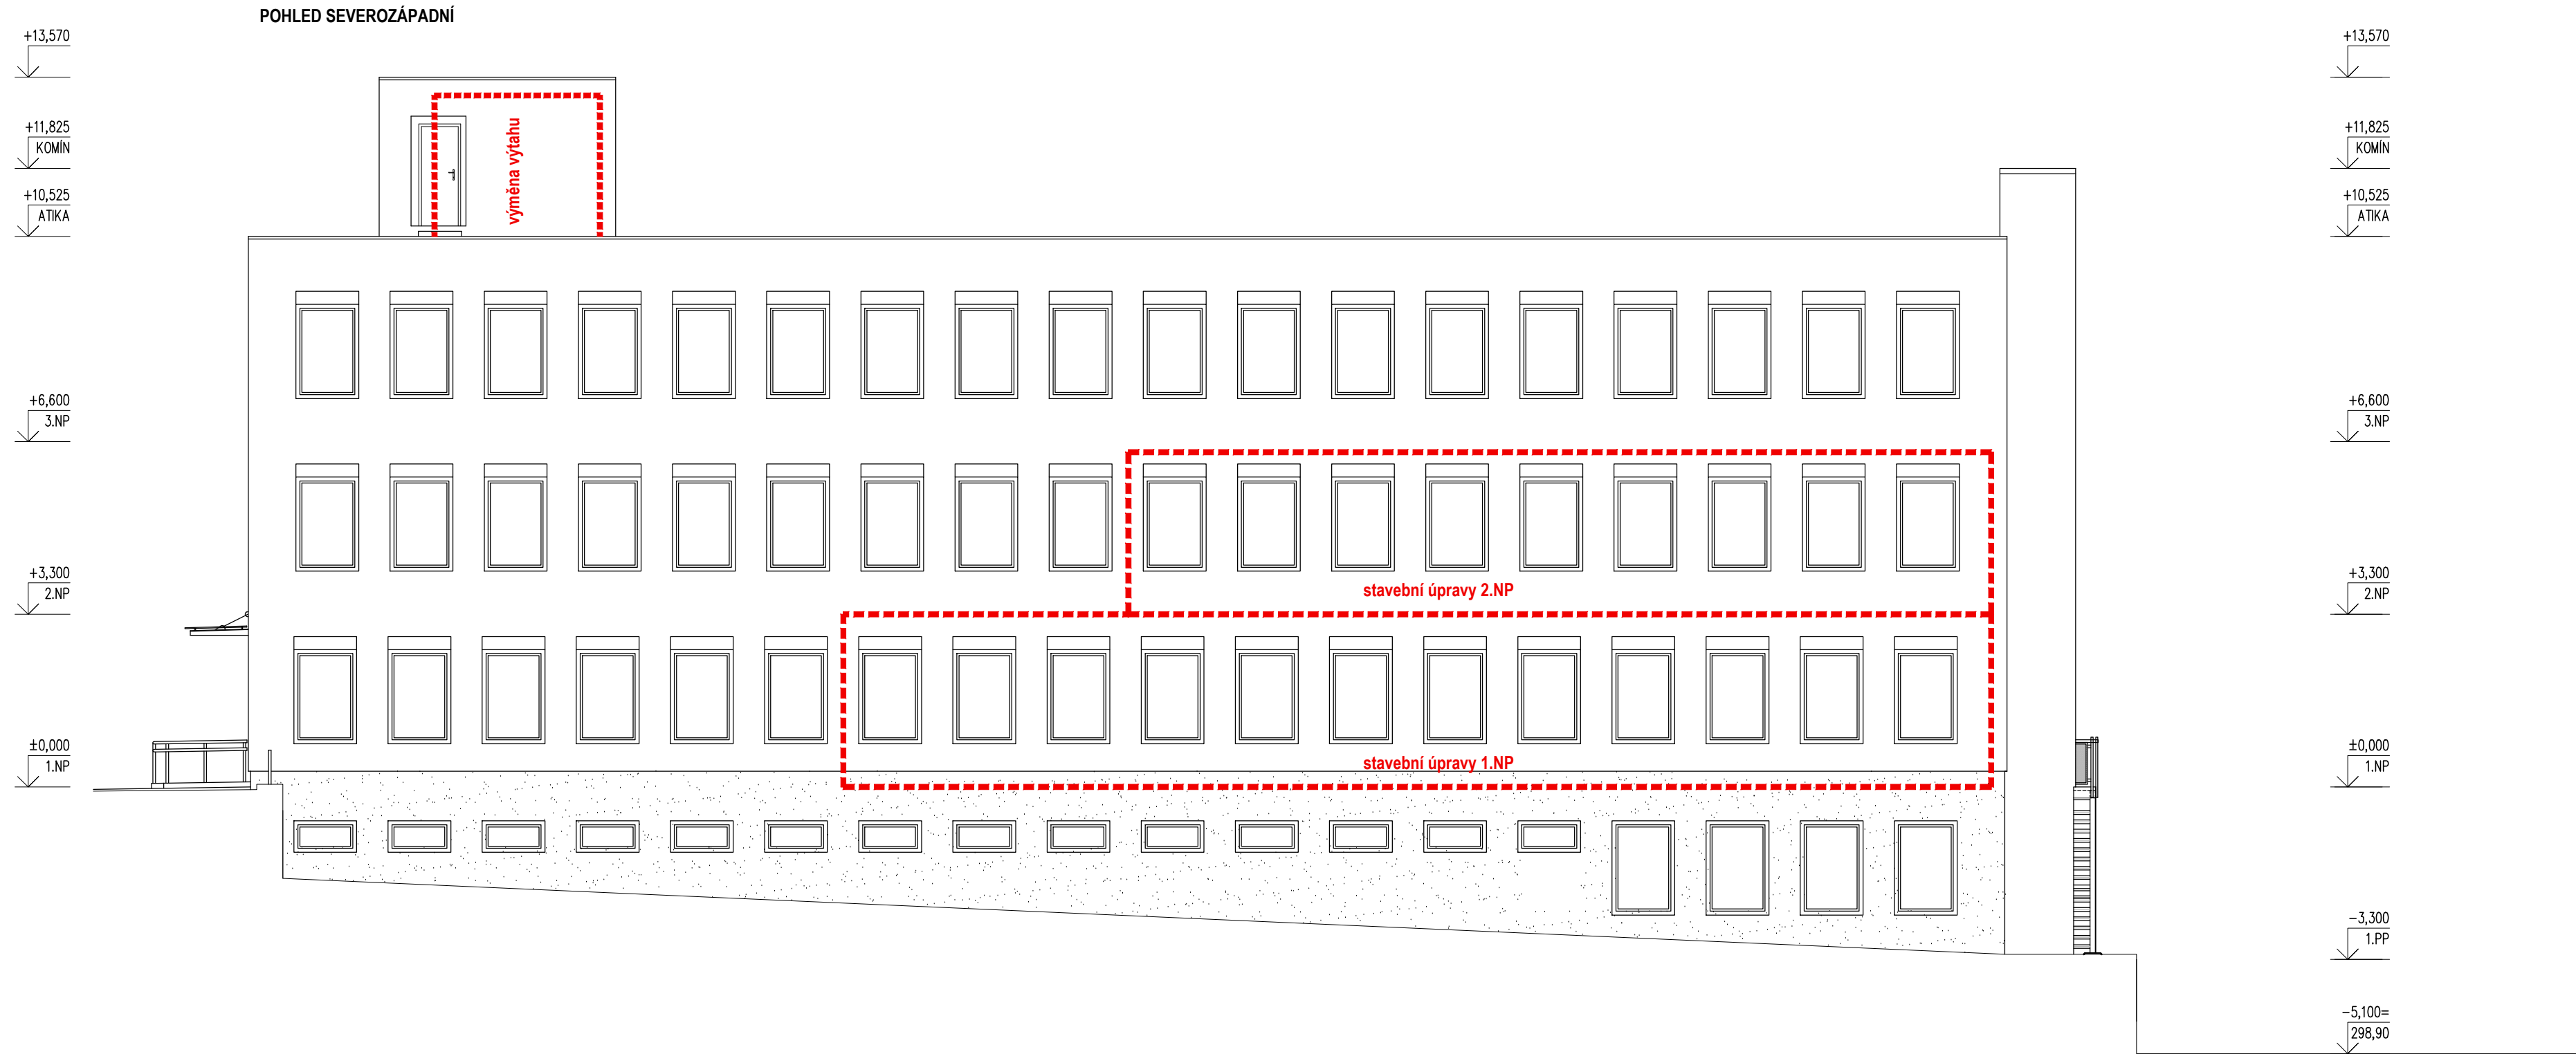 POHLED SEVEROZÁPADNÍ
+13,570
+11,825
KOMÍN
+10,525
ATIKA
+6,600
3.NP
+3,300
2.NP
±0,000
1.NP
výměna výtahu
stavební úpravy 2.NP
stavební úpravy 1.NP
+13,570
+11,825
KOMÍN
+10,525
ATIKA
+6,600
3.NP
+3,300
2.NP
±0,000
1.NP
−3,300
1.PP
−5,100=
298,90